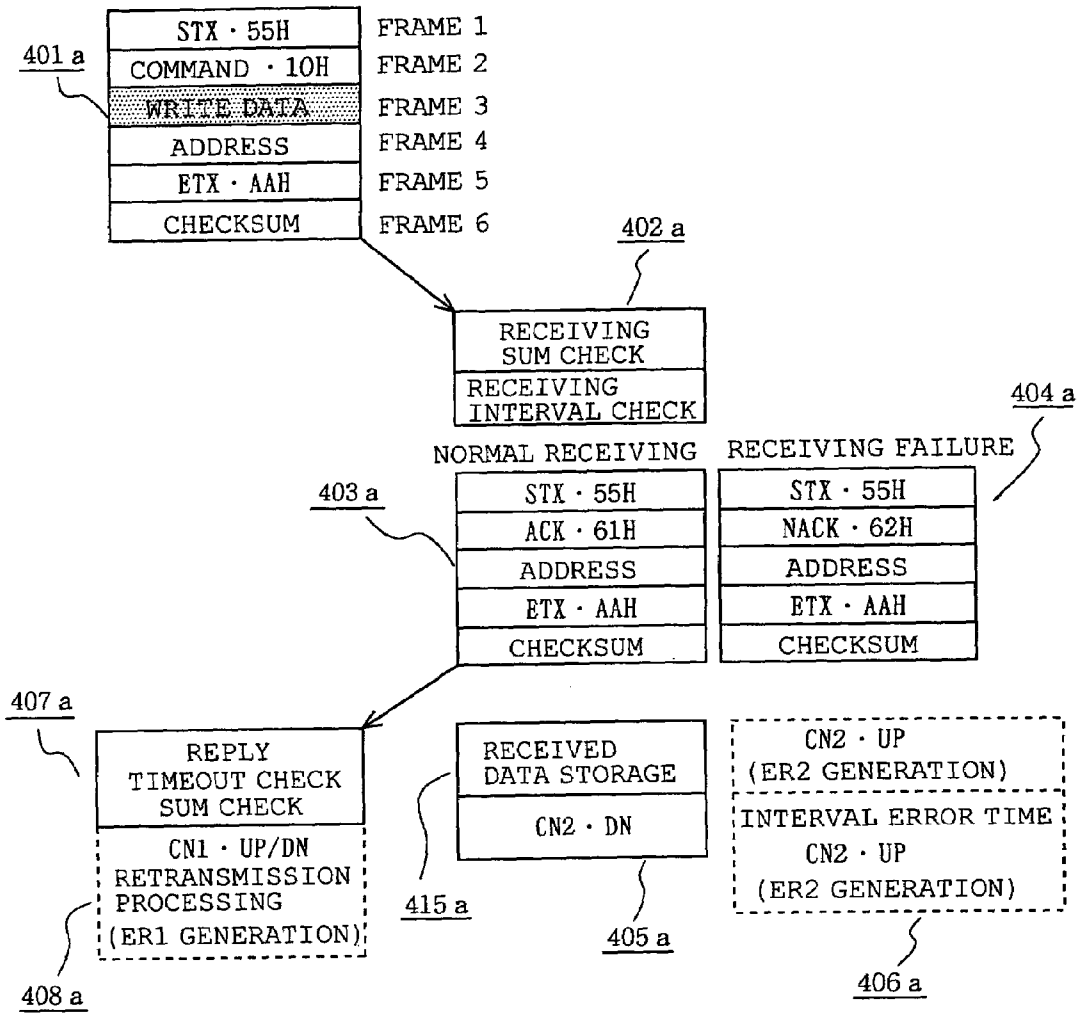 STX · 55H FRAME 1
401 a
COMMAND · 10H FRAME 2
WRITE DATA FRAME 3
ADDRESS FRAME 4
ETX · AAH FRAME 5
CHECKSUM FRAME 6
402 a
RECEIVING
SUM CHECK
RECEIVING
INTERVAL CHECK
404 a
NORMAL RECEIVING
403 a
STX · 55H
ACK · 61H
ADDRESS
ETX · AAH
CHECKSUM
RECEIVING FAILURE
STX · 55H
NACK · 62H
ADDRESS
ETX · AAH
CHECKSUM
407 a
REPLY
TIMEOUT CHECK
SUM CHECK
CN1 · UP/DN
RETRANSMISSION
PROCESSING
(ER1 GENERATION)
408 a
RECEIVED
DATA STORAGE
CN2 · DN
415 a
405 a
CN2 · UP
(ER2 GENERATION)
INTERVAL ERROR TIME
CN2 · UP
(ER2 GENERATION)
406 a